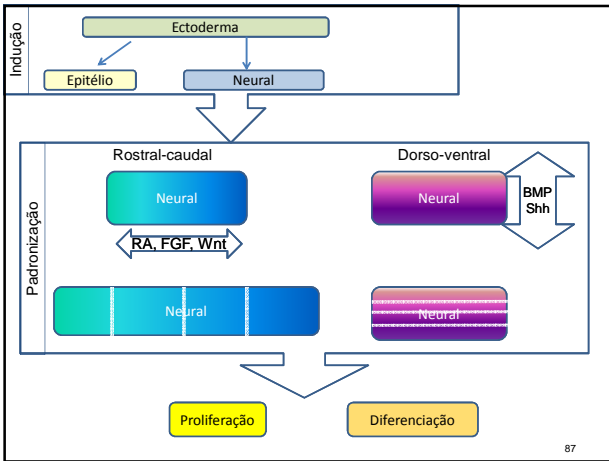 Indução
Ectoderma
Epitélio
Neural
Padronização
Rostral-caudal
Dorso-ventral
Neural
Neural
BMP
Shh
RA, FGF, Wnt
Neural
Neural
Proliferação
Diferenciação
87